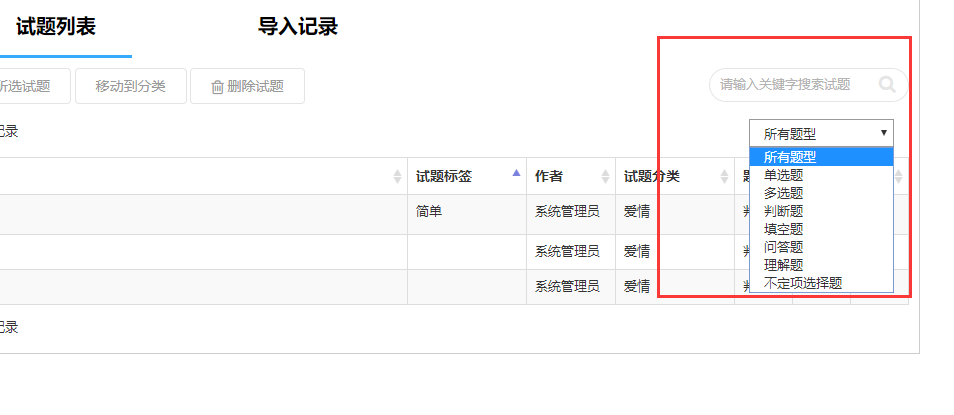 试题列表
导入记录
所选试题
移动到分类
删除试题
请输入关键字搜索试题
记录
所有题型
所有题型
单选题
多选题
判断题
填空题
问答题
理解题
不定项选择题
试题标签
作者
试题分类
简单
系统管理员
爱情
系统管理员
爱情
系统管理员
爱情
记录